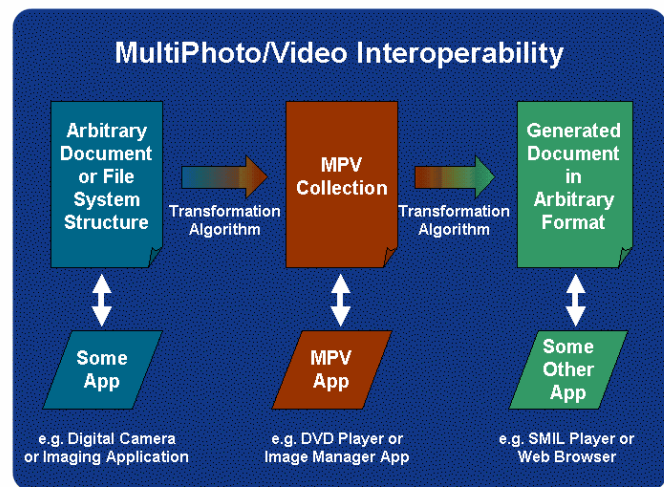 MultiPhoto/Video Interoperability
Arbitrary
Document
or File
System
Structure
Transformation
Algorithm
MPV
Collection
Transformation
Algorithm
Generated
Document
in
Arbitrary
Format
Some
App
MPV
App
Some
Other
App
e.g. Digital Camera
or Imaging Application
e.g. DVD Player or
Image Manager App
e.g. SMIL Player or
Web Browser